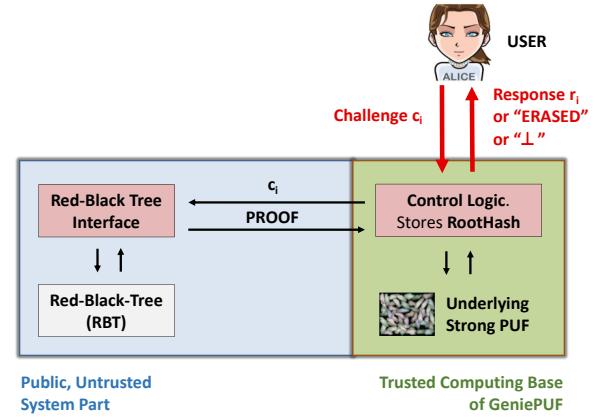 USER
ALICE
Challenge cᵢ
Response rᵢ
or “ERASED”
or “⊥”
Red-Black Tree
Interface
cᵢ
PROOF
Control Logic.
Stores RootHash
Red-Black-Tree
(RBT)
Underlying
Strong PUF
Public, Untrusted
System Part
Trusted Computing Base
of GeniePUF